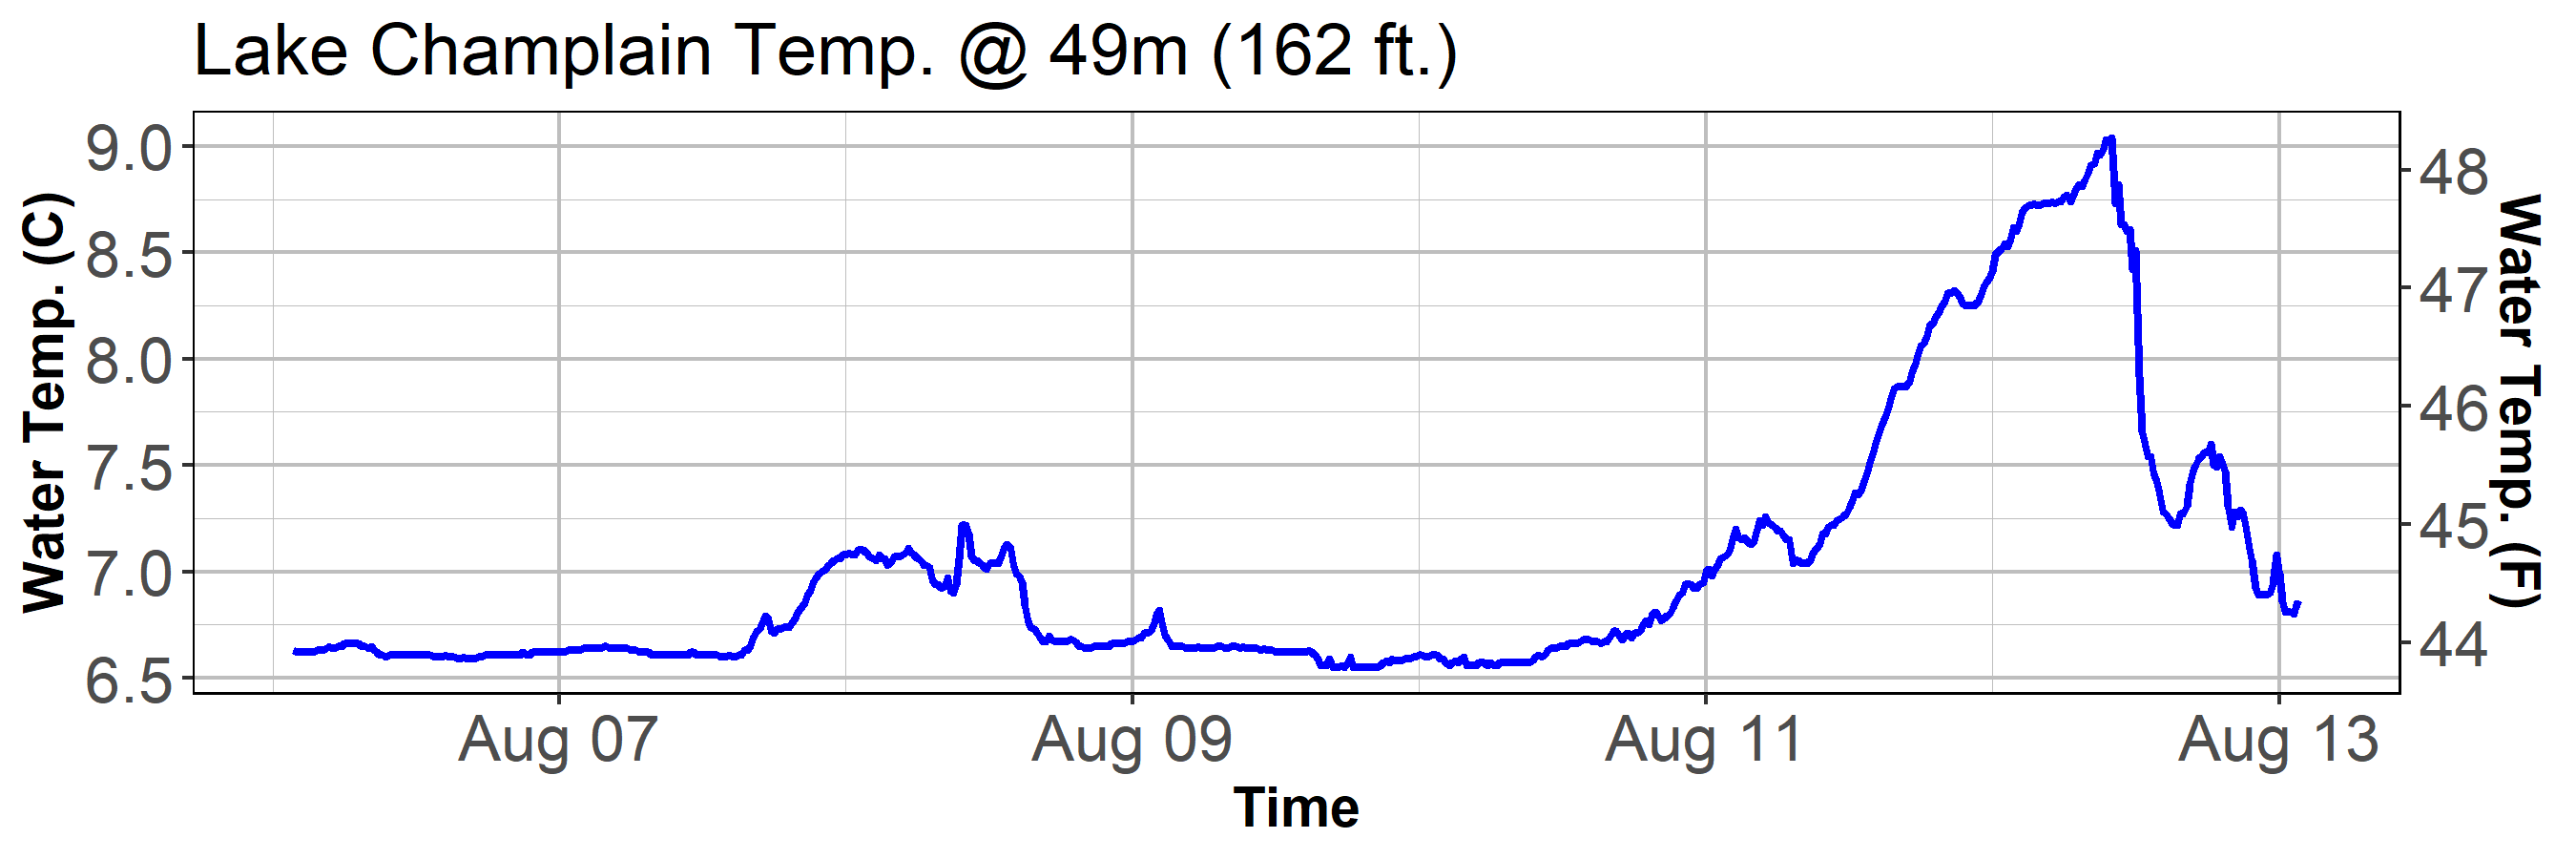 Lake Champlain Temp. @ 49m (162 ft.)
Water Temp. (C)
9.0
8.5
8.0
7.5
7.0
6.5
48
47
46
45
44
Water Temp. (F)
Aug 07 Aug 09 Aug 11 Aug 13
Time